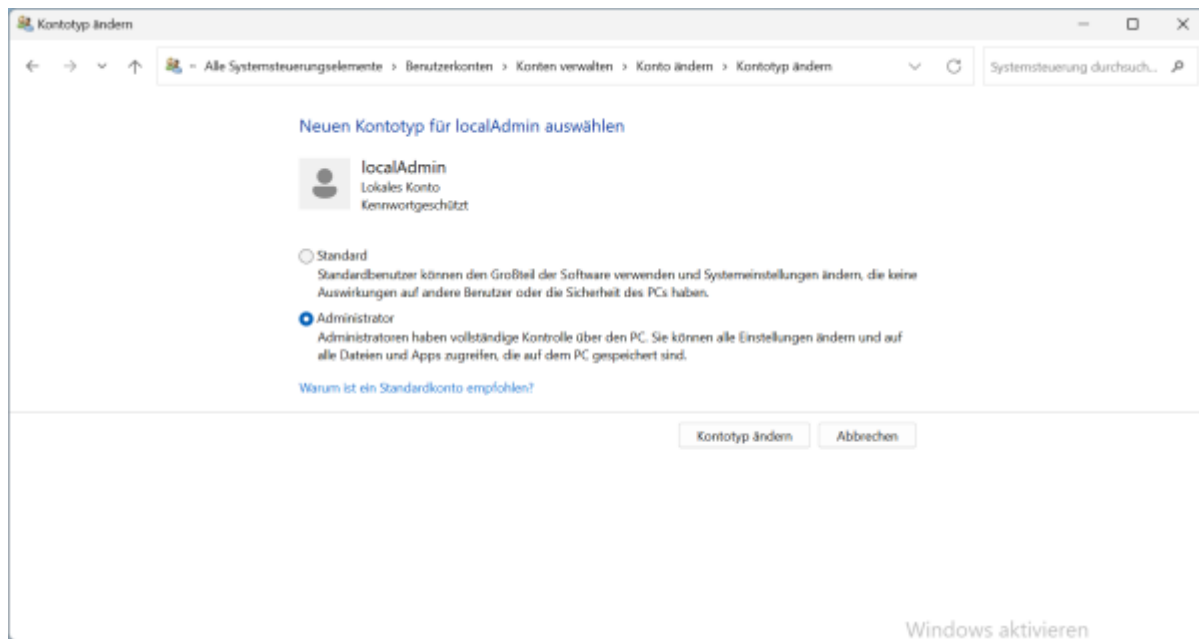 Kontotyp ändern
Alle Systemsteuerungselemente > Benutzerkonten > Konten verwalten > Konto ändern > Kontotyp ändern
Systemsteuerung durchsuch...
Neuen Kontotyp für localAdmin auswählen
localAdmin
Lokales Konto
Kennwortgeschützt
Standard
Standardbenutzer können den Großteil der Software verwenden und Systemeinstellungen ändern, die keine
Auswirkungen auf andere Benutzer oder die Sicherheit des PCs haben.
Administrator
Administratoren haben vollständige Kontrolle über den PC. Sie können alle Einstellungen ändern und auf
alle Dateien und Apps zugreifen, die auf dem PC gespeichert sind.
Warum ist ein Standardkonto empfohlen?
Kontotyp ändern
Abbrechen
Windows aktivieren